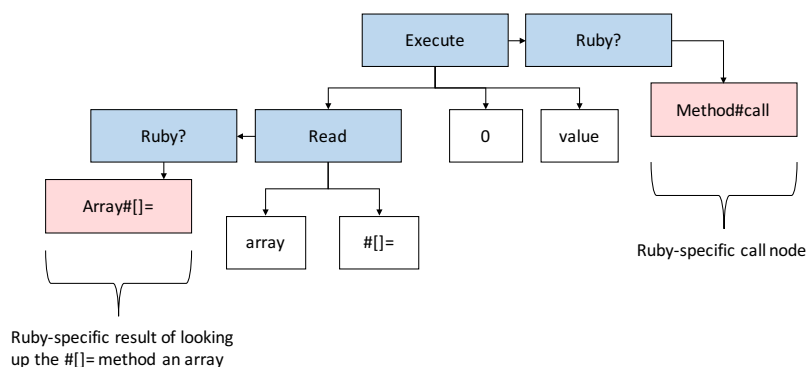 Execute
Ruby?
Method#call
Ruby?
Read
0
value
Array#[]=
array
#[]=
Ruby-specific call node
Ruby-specific result of looking
up the #[]= method an array